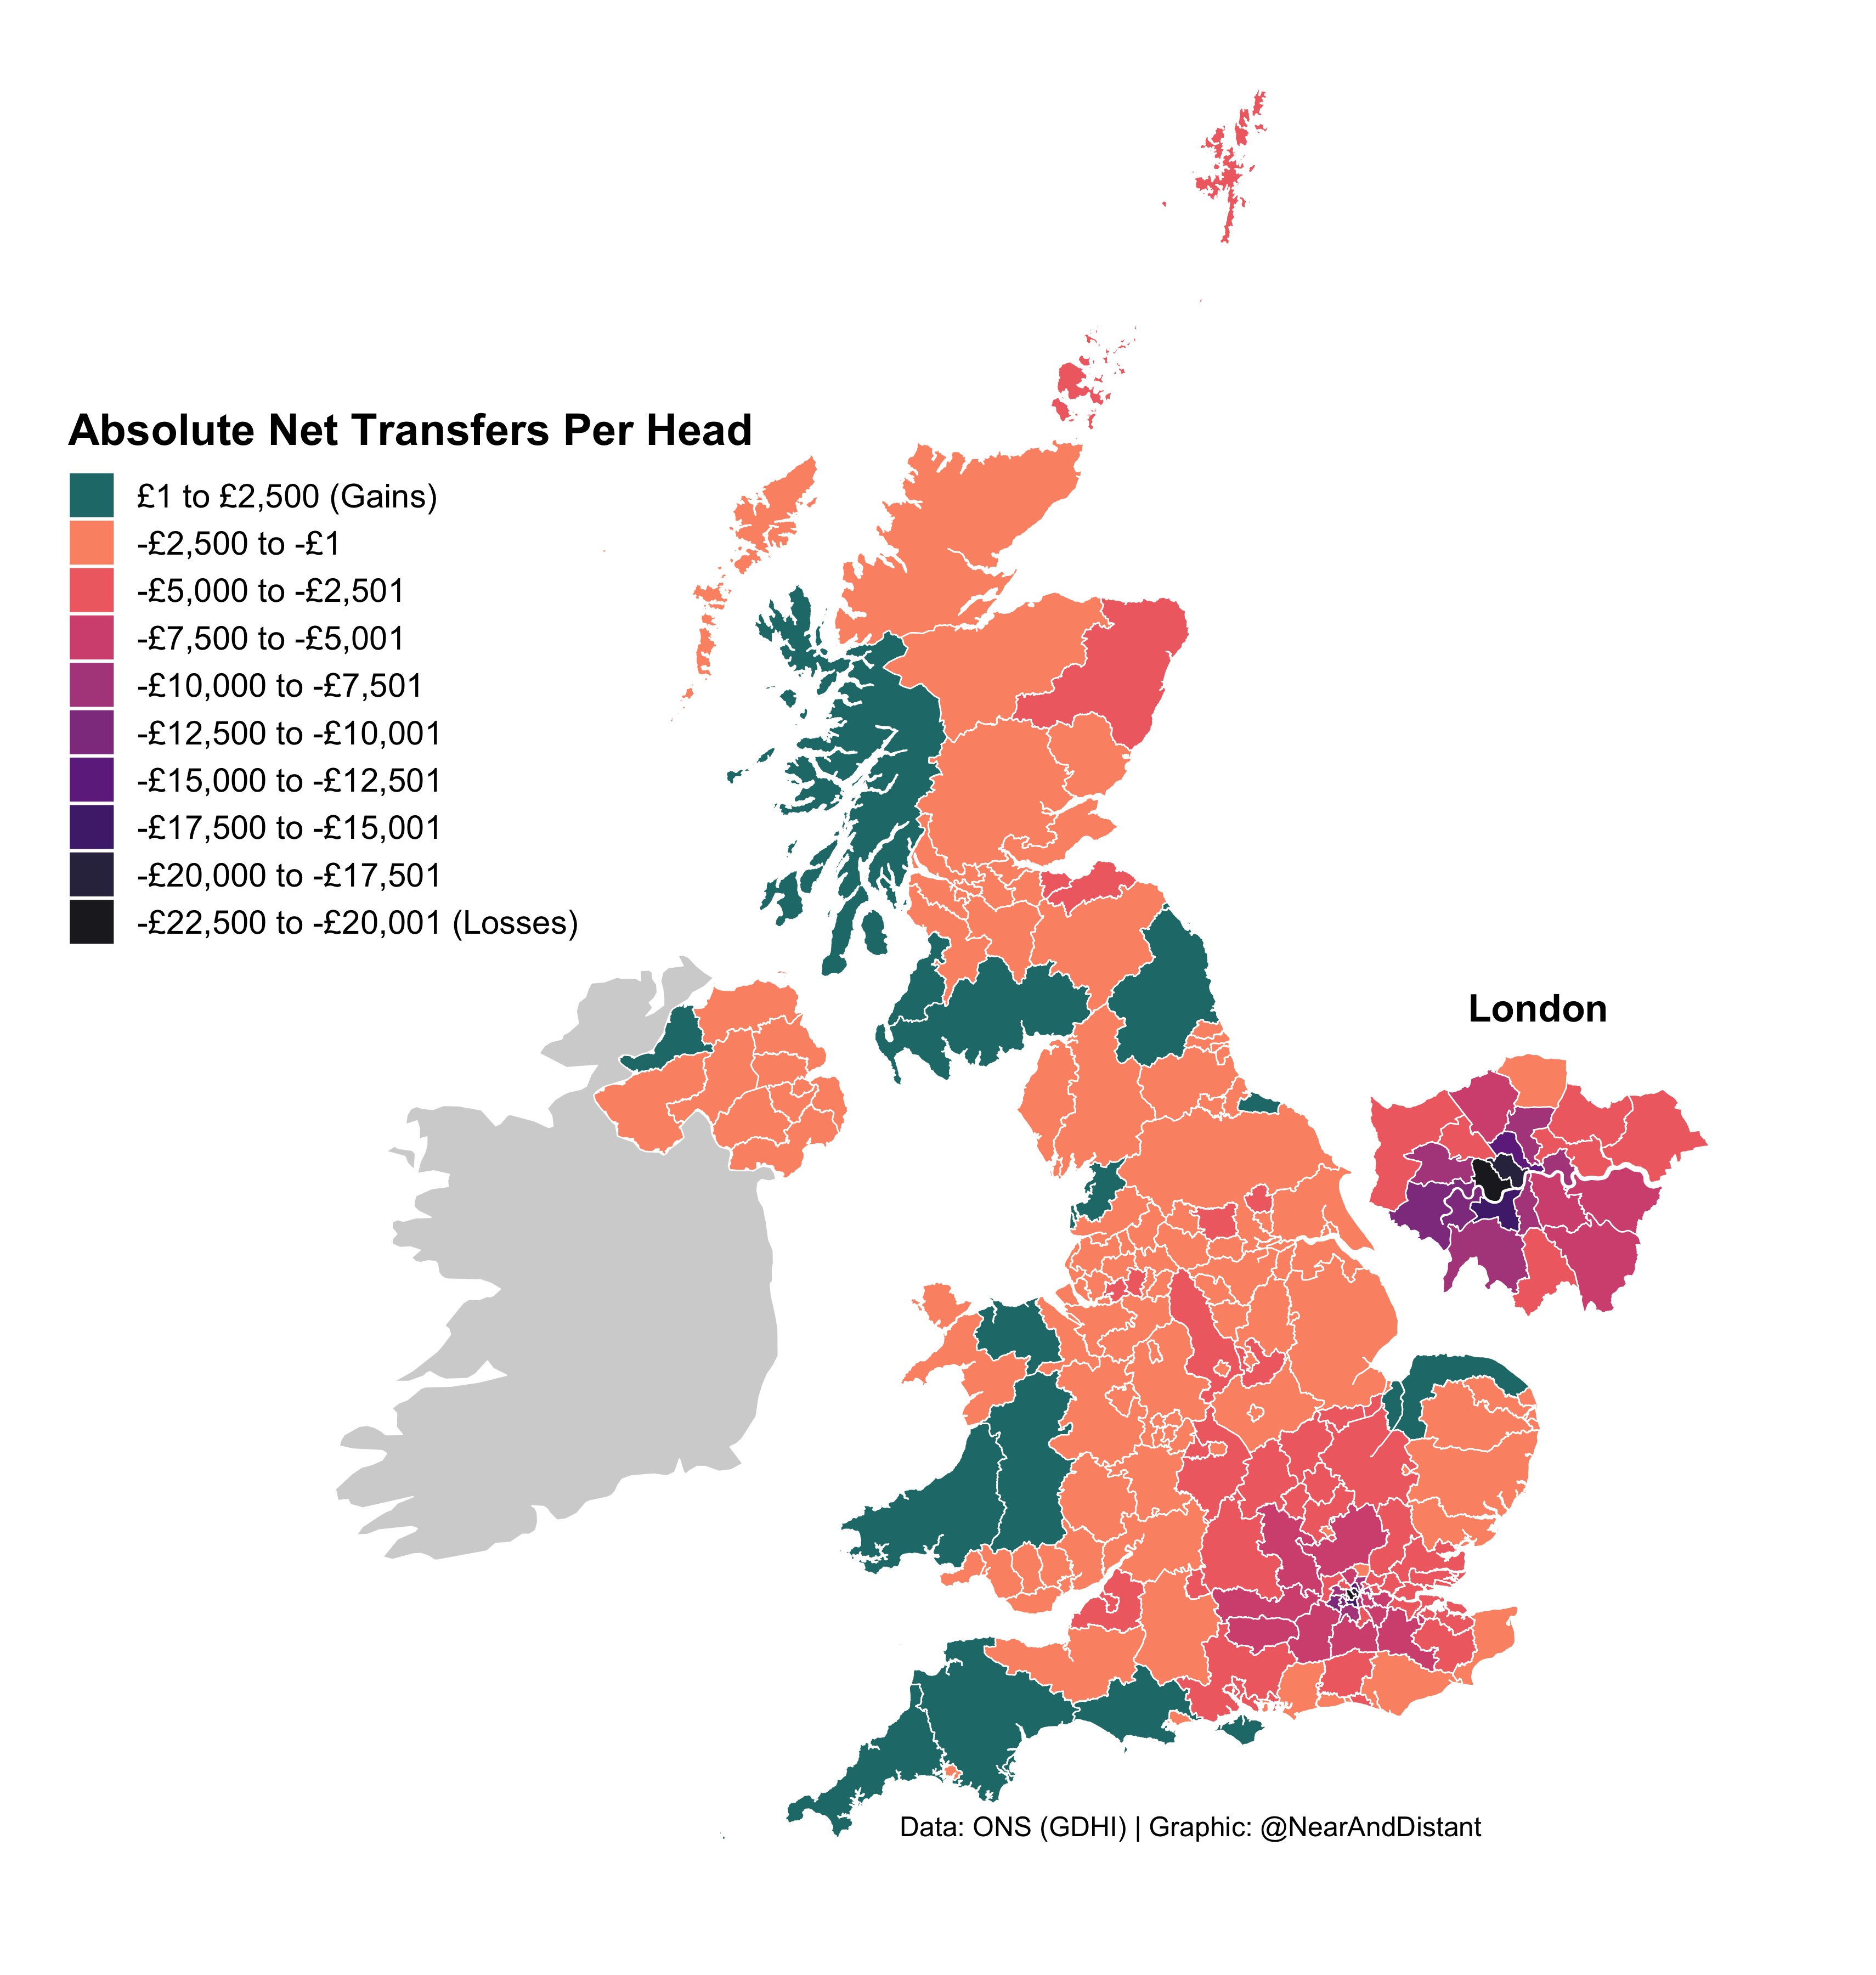 Absolute Net Transfers Per Head
£1 to £2,500 (Gains)
-£2,500 to -£1
-£5,000 to -£2,501
-£7,500 to -£5,001
-£10,000 to -£7,501
-£12,500 to -£10,001
-£15,000 to -£12,501
-£17,500 to -£15,001
-£20,000 to -£17,501
-£22,500 to -£20,001 (Losses)
London
Data: ONS (GDHI) | Graphic: @NearAndDistant